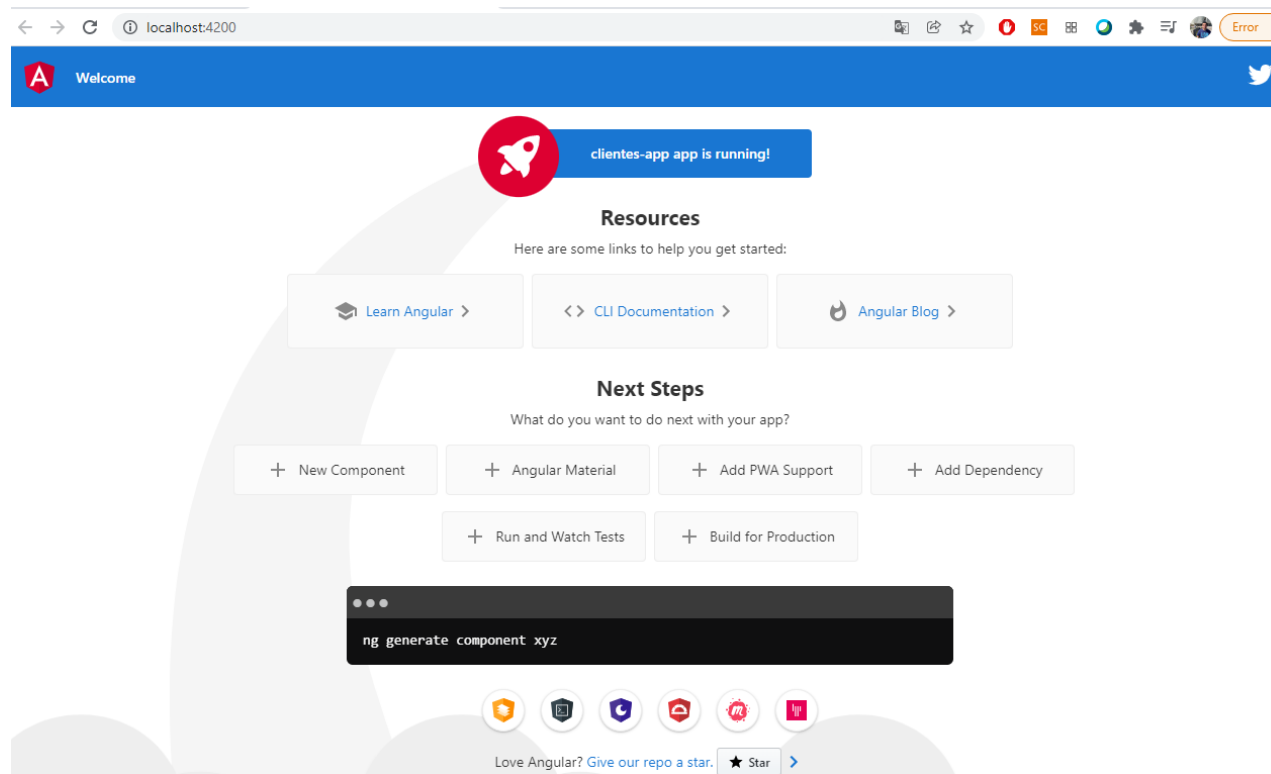 localhost:4200
SC
Error
A
Welcome
clientes-app app is running!
Resources
Here are some links to help you get started:
Learn Angular
CLI Documentation
Angular Blog
Next Steps
What do you want to do next with your app?
New Component
Angular Material
Add PWA Support
Add Dependency
Run and Watch Tests
Build for Production
ng generate component xyz
m
Love Angular? Give our repo a star. Star